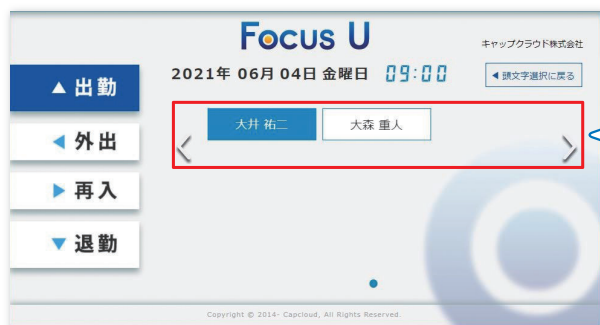 Focus U
キャップクラウド株式会社
2021年 06月 04日 金曜日 09:00
◀ 頭文字選択に戻る
▲ 出勤
◀ 外出
▶ 再入
▼ 退勤
大井 祐二
大森 重人
Copyright © 2014- Capcloud, All Rights Reserved.